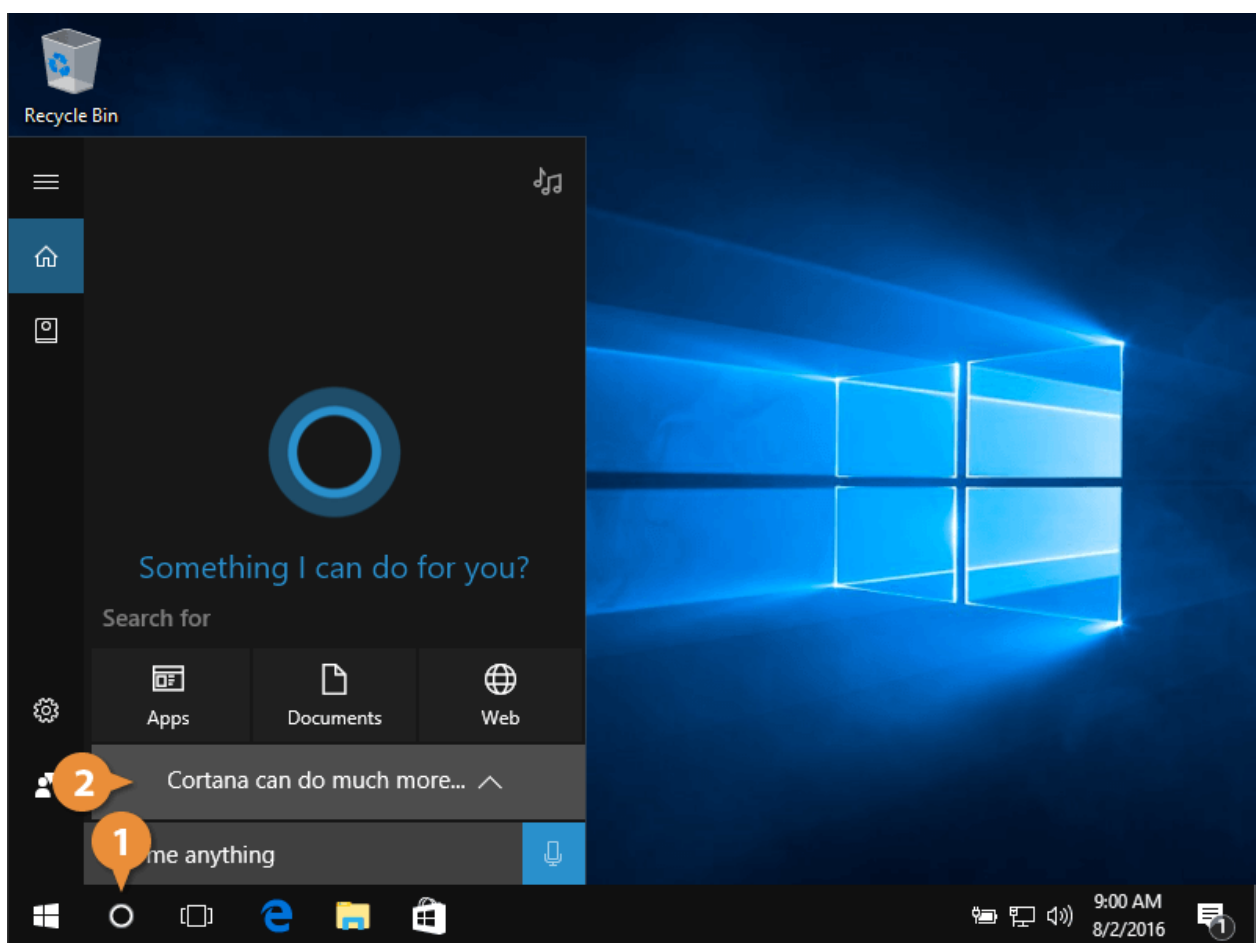 Recycle Bin
Something I can do for you?
Search for
Apps Documents Web
2 Cortana can do much more...
1 me anything
9:00 AM
8/2/2016
1